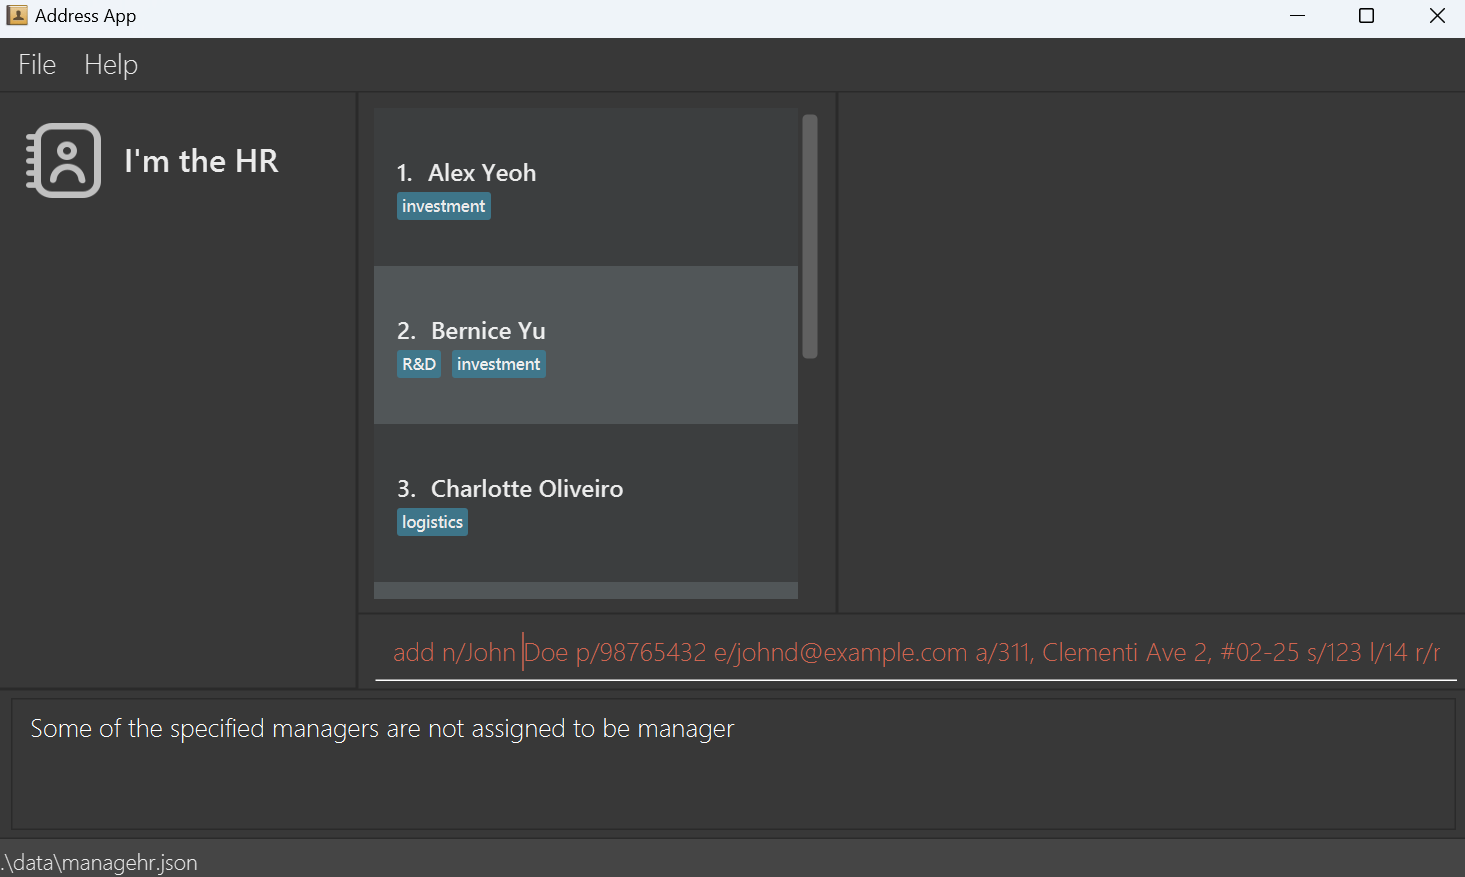 Address App
File Help
I'm the HR
1. Alex Yeoh
investment
2. Bernice Yu
R&D investment
3. Charlotte Oliveiro
logistics
add n/John Doe p/98765432 e/johnd@example.com a/311, Clementi Ave 2, #02-25 s/123 l/14 r/r
Some of the specified managers are not assigned to be manager
.\data\managehr.json